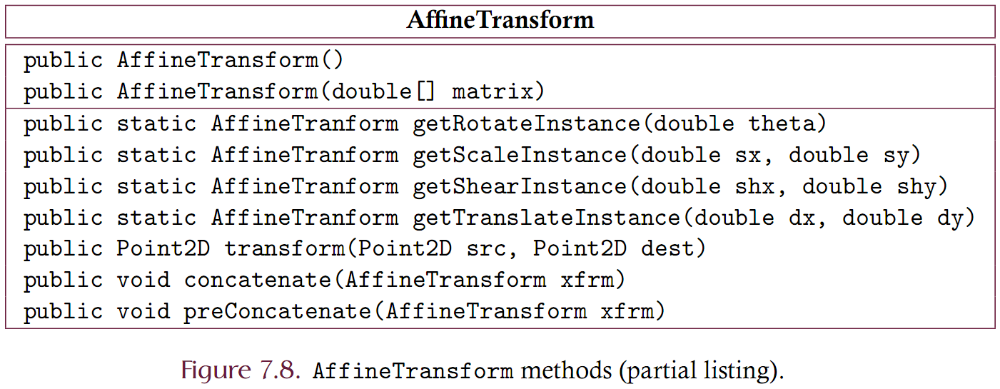 AffineTransform
public AffineTransform()
public AffineTransform(double[] matrix)
public static AffineTranform getRotateInstance(double theta)
public static AffineTranform getScaleInstance(double sx, double sy)
public static AffineTranform getShearInstance(double shx, double shy)
public static AffineTranform getTranslateInstance(double dx, double dy)
public Point2D transform(Point2D src, Point2D dest)
public void concatenate(AffineTransform xfrm)
public void preConcatenate(AffineTransform xfrm)
Figure 7.8. AffineTransform methods (partial listing).